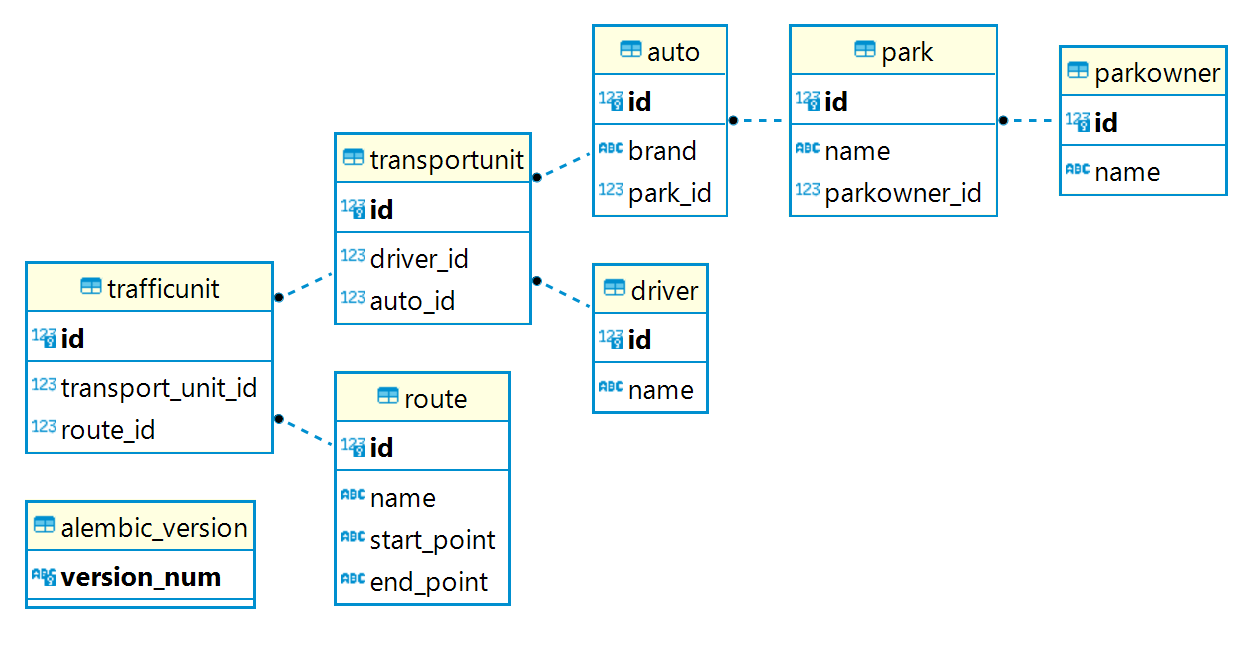 auto
123 id
ABC brand
123 park_id
park
123 id
ABC name
123 parkowner_id
parkowner
123 id
ABC name
transportunit
123 id
123 driver_id
123 auto_id
trafficunit
123 id
123 transport_unit_id
123 route_id
driver
123 id
ABC name
route
123 id
ABC name
ABC start_point
ABC end_point
alembic_version
ABC version_num